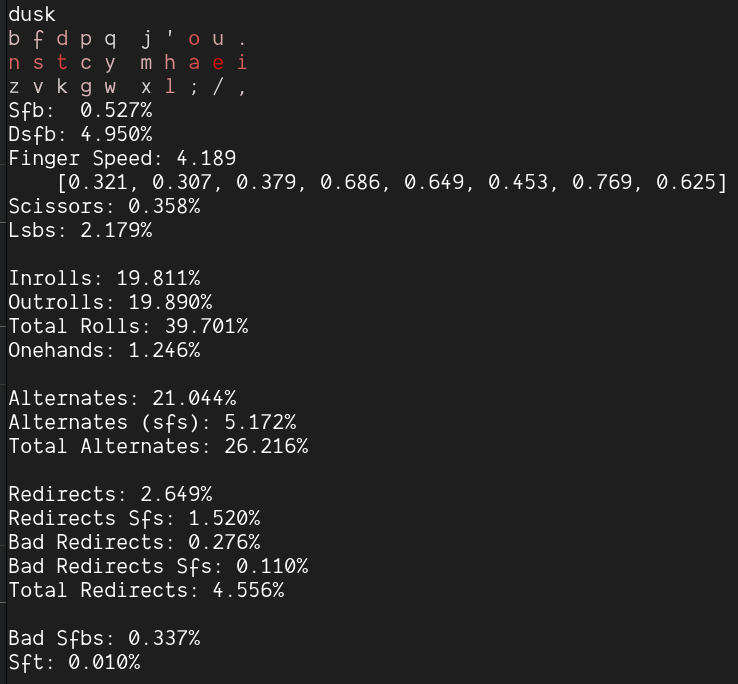 dusk
b f d p q  j ' o u .
n s t c y  m h a e i
z v k g w  x l ; / ,
Sfb:  0.527%
Dsfb: 4.950%
Finger Speed: 4.189
    [0.321, 0.307, 0.379, 0.686, 0.649, 0.453, 0.769, 0.625]
Scissors: 0.358%
Lsbs: 2.179%

Inrolls: 19.811%
Outrolls: 19.890%
Total Rolls: 39.701%
Onehands: 1.246%

Alternates: 21.044%
Alternates (sfs): 5.172%
Total Alternates: 26.216%

Redirects: 2.649%
Redirects Sfs: 1.520%
Bad Redirects: 0.276%
Bad Redirects Sfs: 0.110%
Total Redirects: 4.556%

Bad Sfbs: 0.337%
Sft: 0.010%